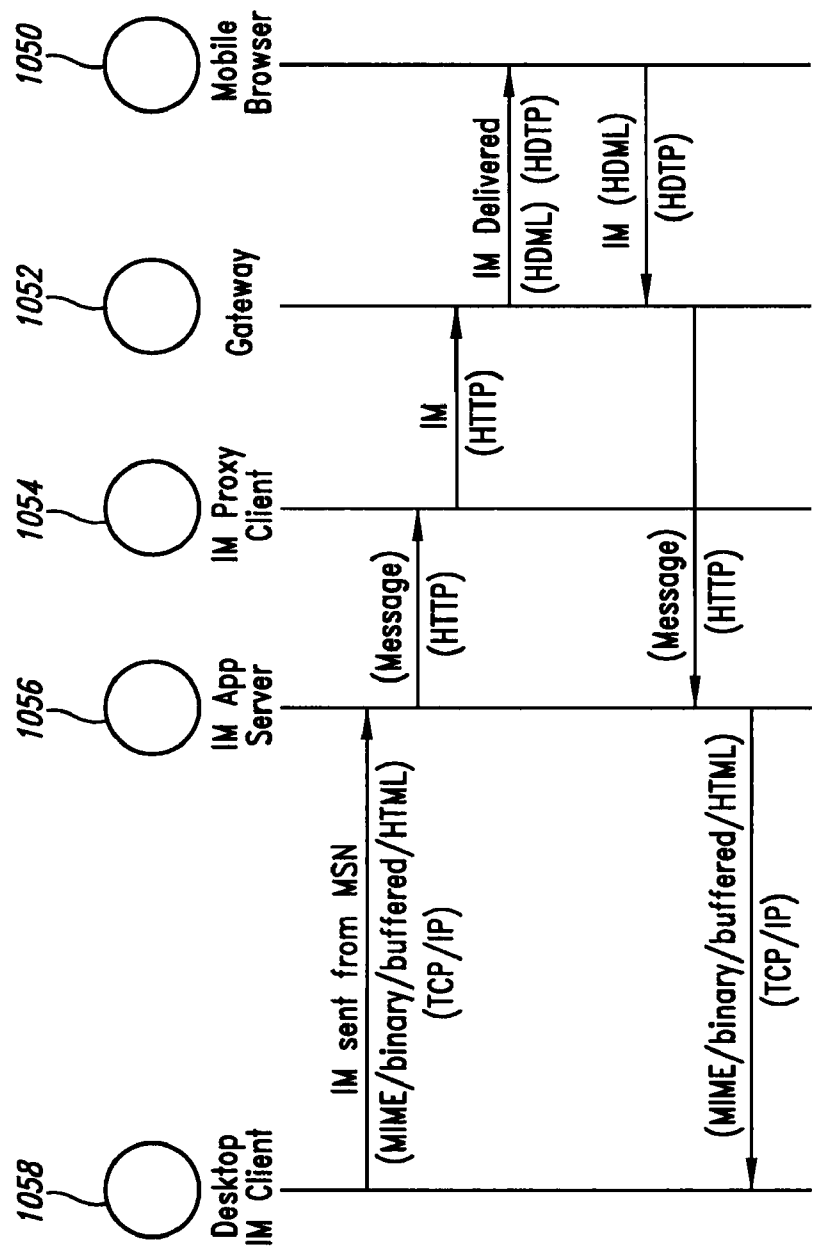 1058
Desktop
IM Client
1056
IM App
Server
1054
IM Proxy
Client
1052
Gateway
1050
Mobile
Browser
IM sent from MSN
(MIME/binary/buffered/HTML)
(TCP/IP)
(Message)
(HTTP)
IM
(HTTP)
IM Delivered
(HDML) (HDTP)
IM (HDML)
(HDTP)
(Message)
(HTTP)
(MIME/binary/buffered/HTML)
(TCP/IP)